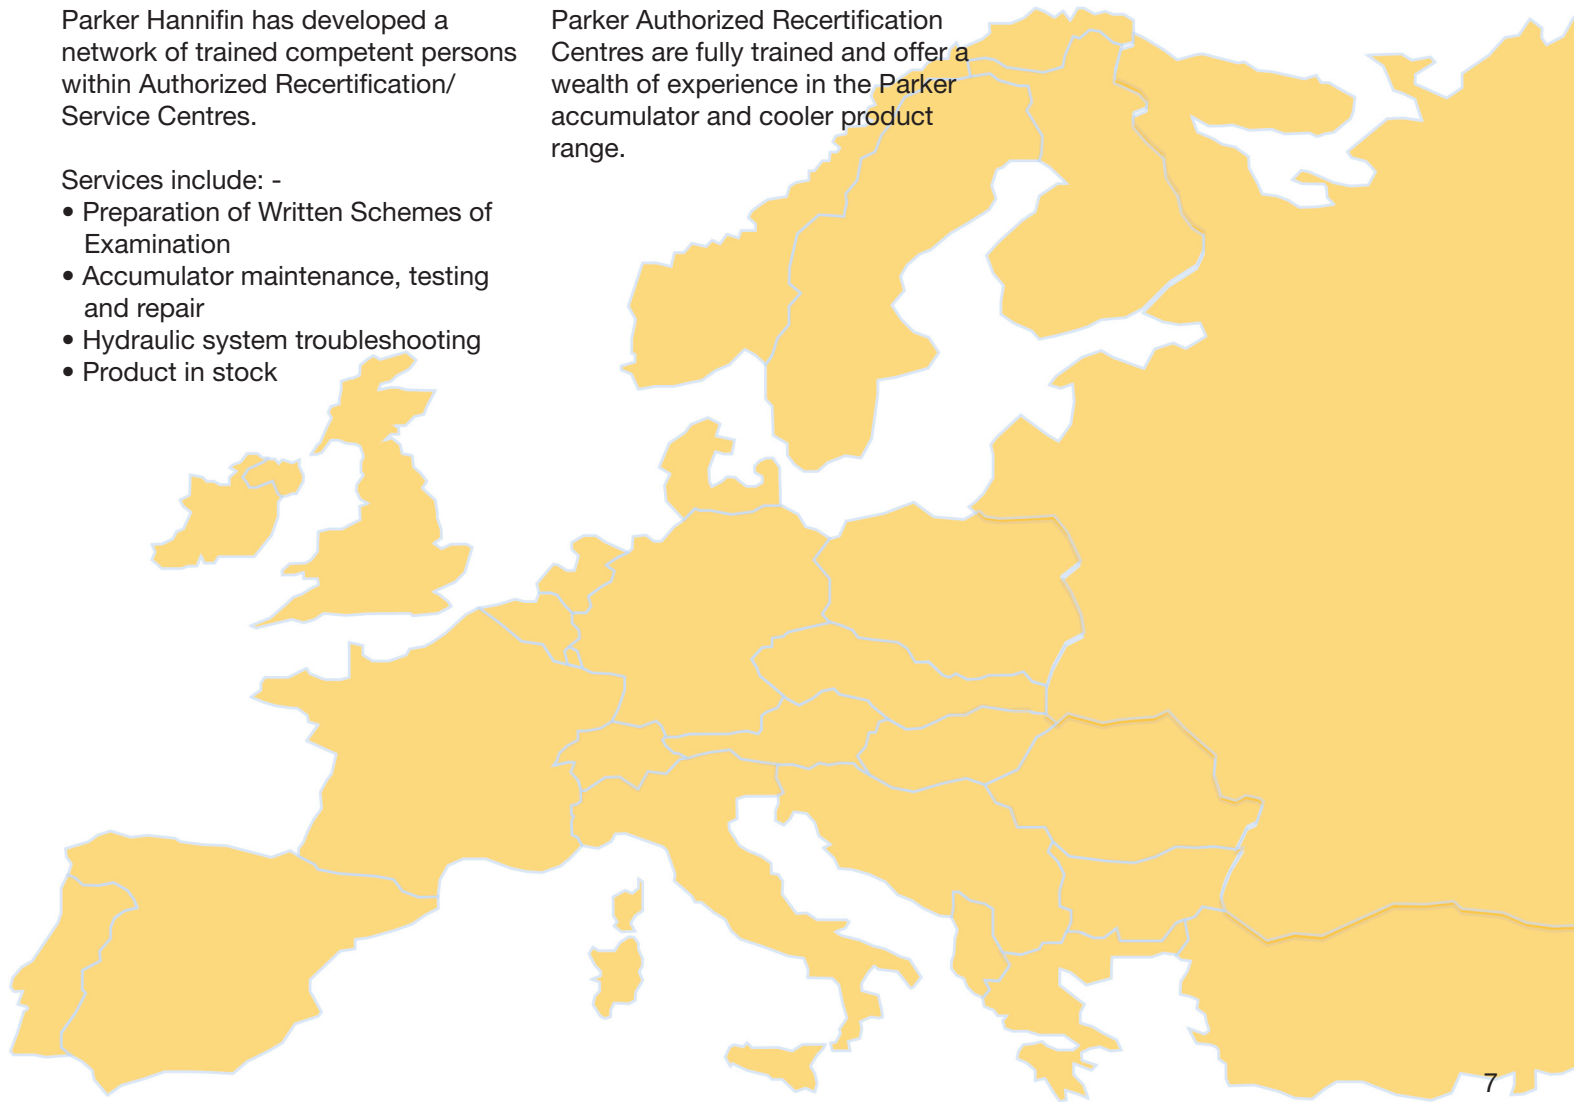 Parker Hannifin has developed a
network of trained competent persons
within Authorized Recertification/
Service Centres.
Services include: -
• Preparation of Written Schemes of
Examination
• Accumulator maintenance, testing
and repair
• Hydraulic system troubleshooting
• Product in stock
Parker Authorized Recertification
Centres are fully trained and offer a
wealth of experience in the Parker
accumulator and cooler product
range.
7